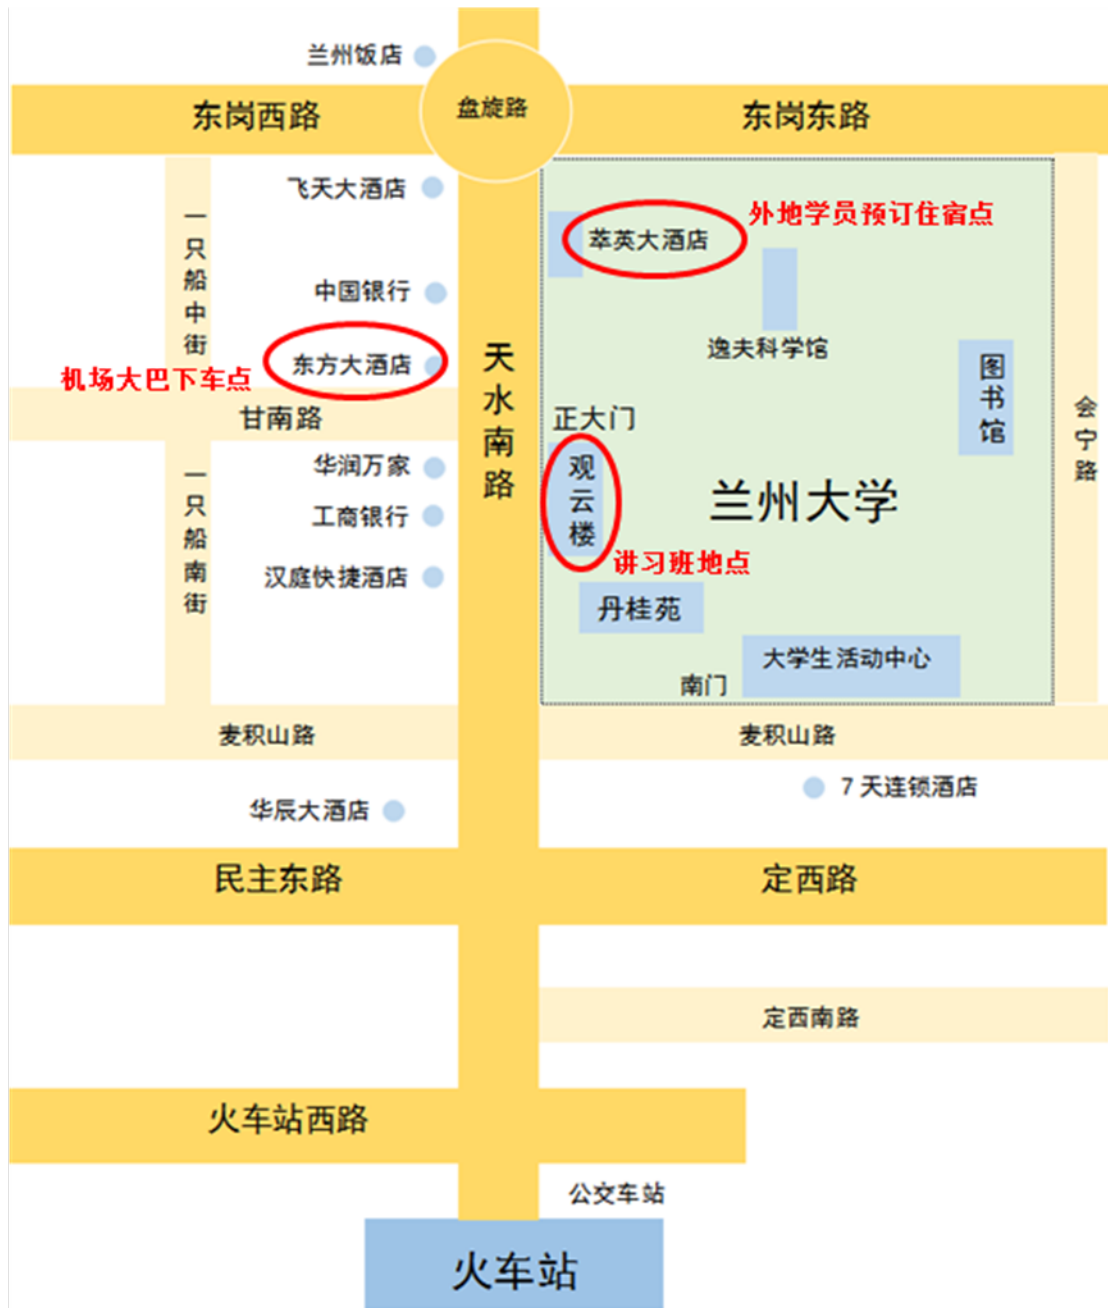 兰州饭店
盘旋路
东岗西路
东岗东路
飞天大酒店
一只船中街
外地学员预订住宿点
萃英大酒店
中国银行
逸夫科学馆
天水南路
东方大酒店
机场大巴下车点
图书馆
会宁路
甘南路
正大门
华润万家
观云楼
一只船南街
工商银行
兰州大学
讲习班地点
汉庭快捷酒店
丹桂苑
大学生活动中心
南门
麦积山路
麦积山路
7 天连锁酒店
华辰大酒店
民主东路
定西路
定西南路
火车站西路
公交车站
火车站